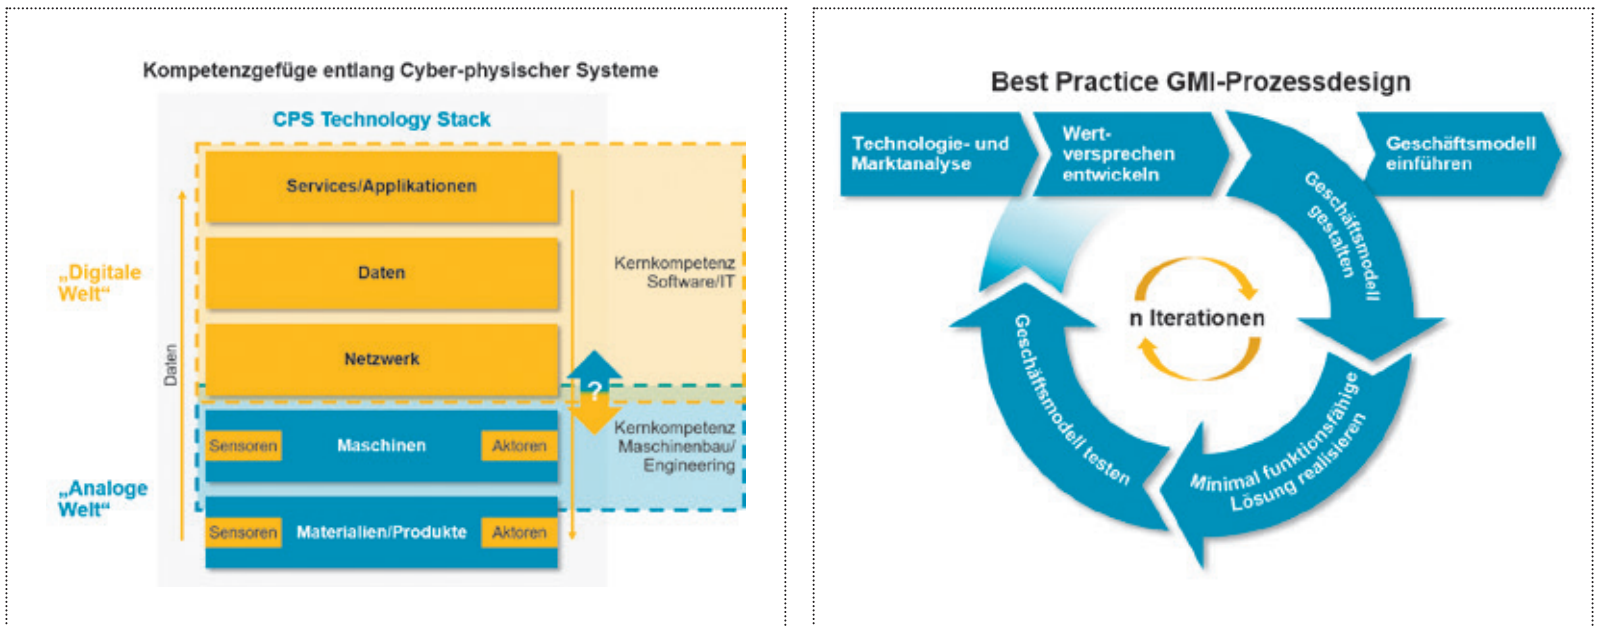 Kompetenzgefüge entlang Cyber-physischer Systeme
CPS Technology Stack
Services/Applikationen
Daten
Netzwerk
„Digitale
Welt“
Kernkompetenz
Software/IT
Daten
?
Sensoren
Maschinen
Aktoren
Kernkompetenz
Maschinenbau/
Engineering
„Analoge
Welt“
Sensoren
Materialien/Produkte
Aktoren
Best Practice GMI-Prozessdesign
Technologie- und
Marktanalyse
Wert-
versprechen
entwickeln
Geschäftsmodell
gestalten
Geschäftsmodell
einführen
n Iterationen
Minimal funktionsfähige
Lösung realisieren
Geschäftsmodell testen